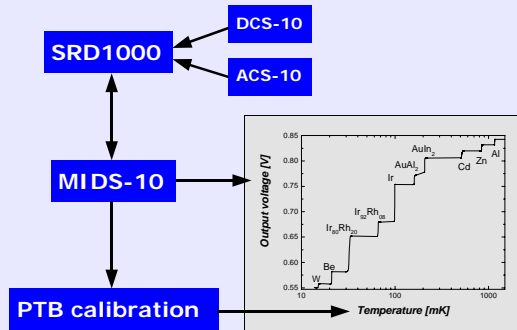 DCS-10
SRD1000
ACS-10
MIDS-10
PTB calibration
Output voltage [V]
0.85
0.80
0.75
0.70
0.65
0.60
0.55
W
Be
Ir₈₀Rh₂₀
Ir₉₂Rh₀₈
Ir
AuAl₂
AuIn₂
Cd
Zn
Al
10 100 1000
Temperature [mK]